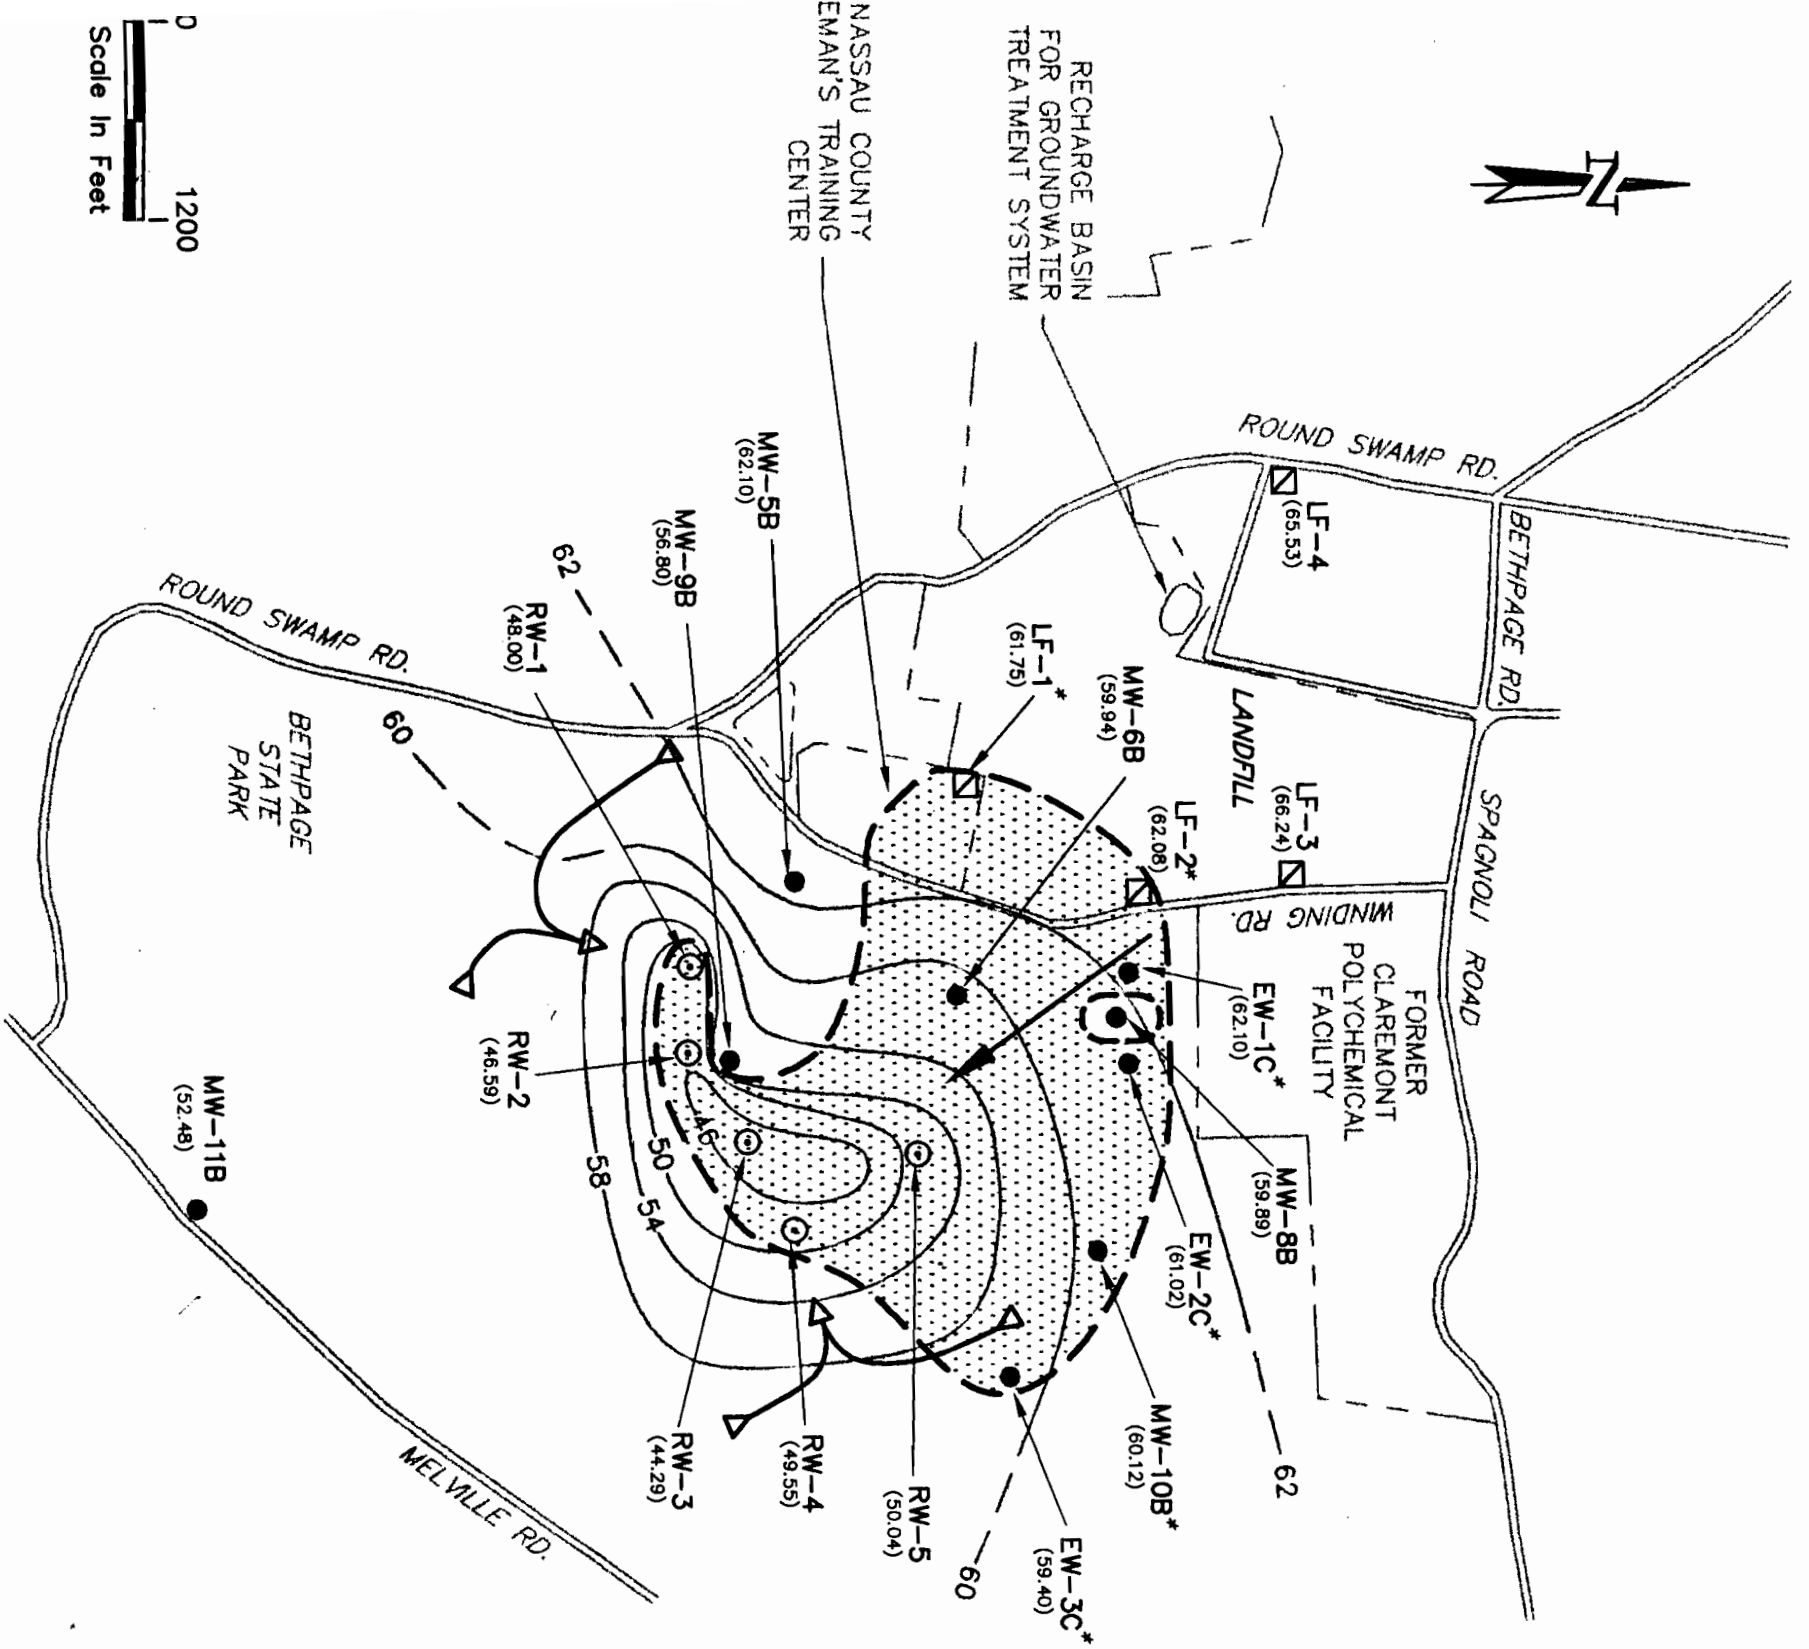 0
1200
Scale In Feet
N
NASSAU COUNTY
EMAN'S TRAINING
CENTER
RECHARGE BASIN
FOR GROUNDWATER
TREATMENT SYSTEM
ROUND SWAMP RD.
BETHPAGE RD.
LF-4
(65.53)
LANDFILL
LF-3
(66.24)
SPAGNOLI ROAD
WINDING RD.
FORMER
CLAREMONT
POLYCHEMICAL
FACILITY
LF-1*
(61.75)
MW-6B
(59.94)
LF-2*
(62.08)
EW-1C*
(62.10)
MW-8B
(59.89)
EW-2C*
(61.02)
MW-10B*
(60.12)
EW-3C*
(59.40)
MW-5B
(62.10)
MW-9B
(56.80)
62
RW-1
(48.00)
ROUND SWAMP RD.
60
BETHPAGE
STATE
PARK
RW-2
(46.59)
MW-11B
(52.48)
46
50
54
58
RW-3
(44.29)
RW-4
(49.55)
RW-5
(50.04)
60
62
MELVILLE RD.